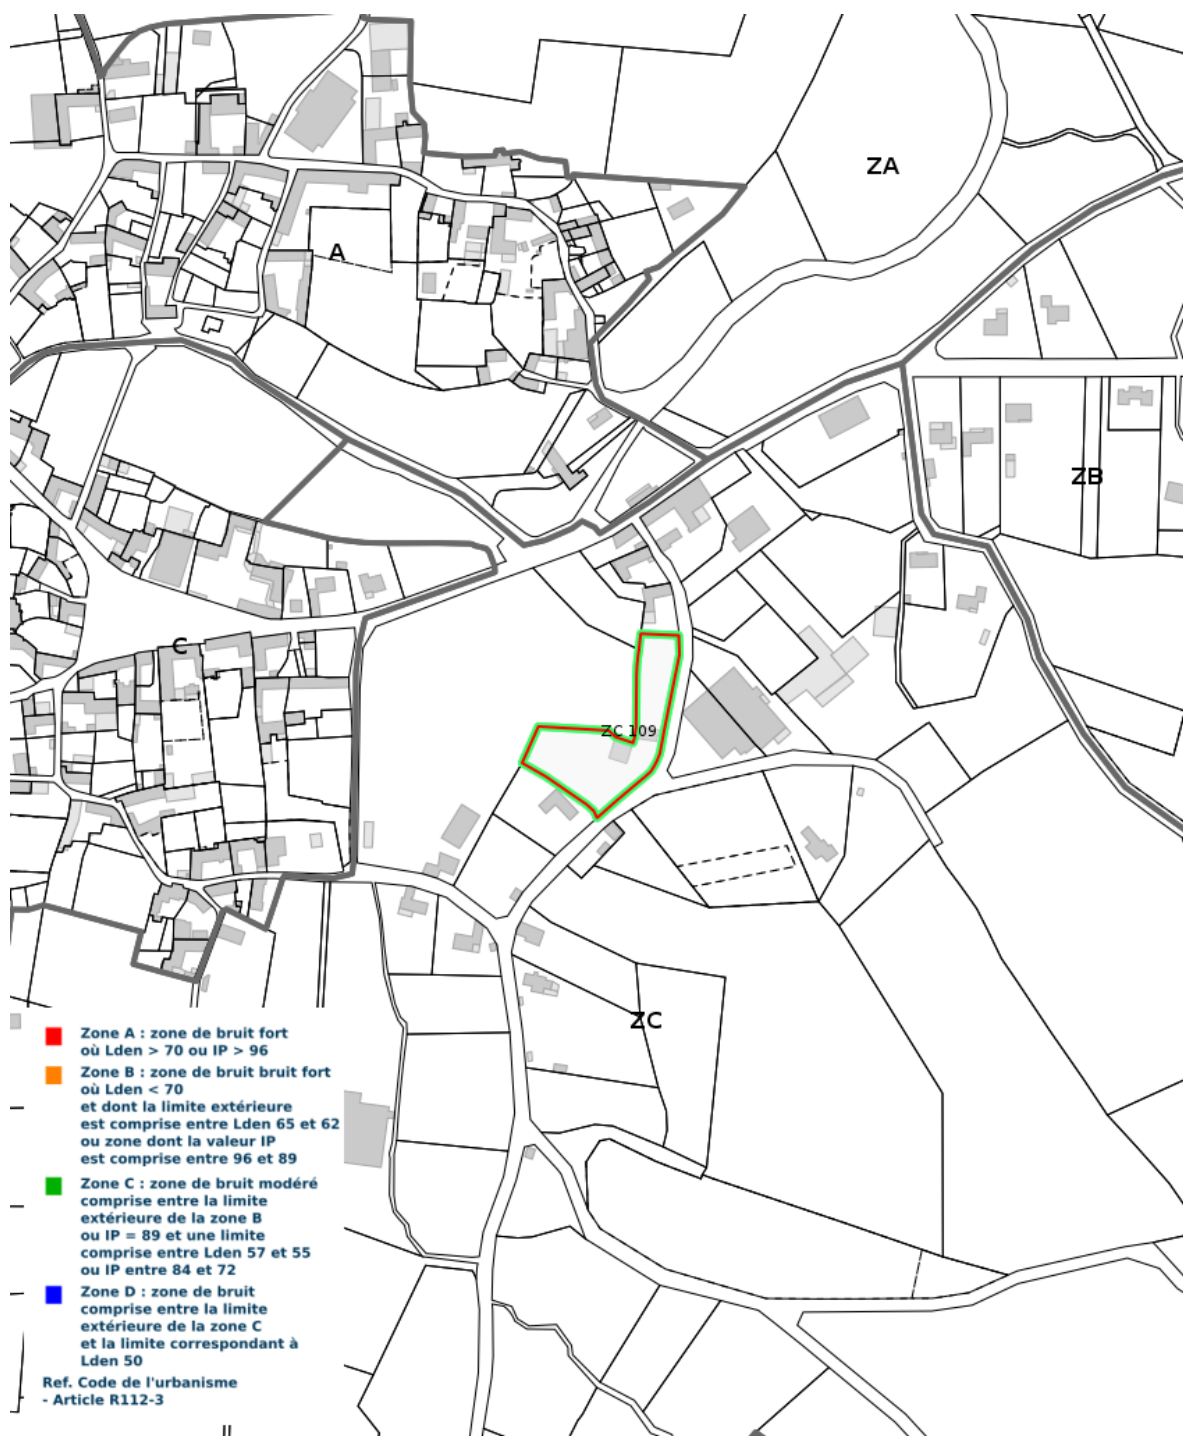 ZA
A
ZB
C
ZC 109
ZC
Zone A : zone de bruit fort
où Lden > 70 ou IP > 96
Zone B : zone de bruit bruit fort
où Lden < 70
et dont la limite extérieure
est comprise entre Lden 65 et 62
ou zone dont la valeur IP
est comprise entre 96 et 89
Zone C : zone de bruit modéré
comprise entre la limite
extérieure de la zone B
ou IP = 89 et une limite
comprise entre Lden 57 et 55
ou IP entre 84 et 72
Zone D : zone de bruit
comprise entre la limite
extérieure de la zone C
et la limite correspondant à
Lden 50
Ref. Code de l'urbanisme
- Article R112-3